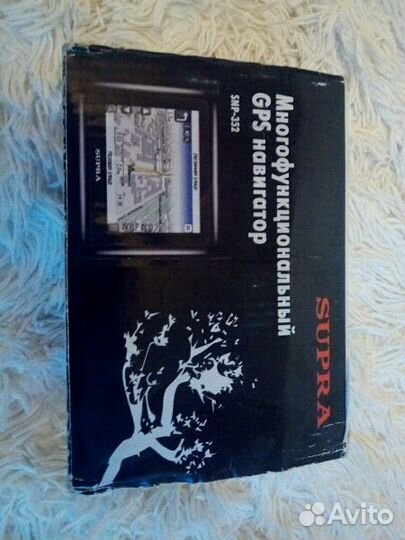 SUPRA
Многофункциональный
GPS навигатор
SNP-352
SUPRA
Avito